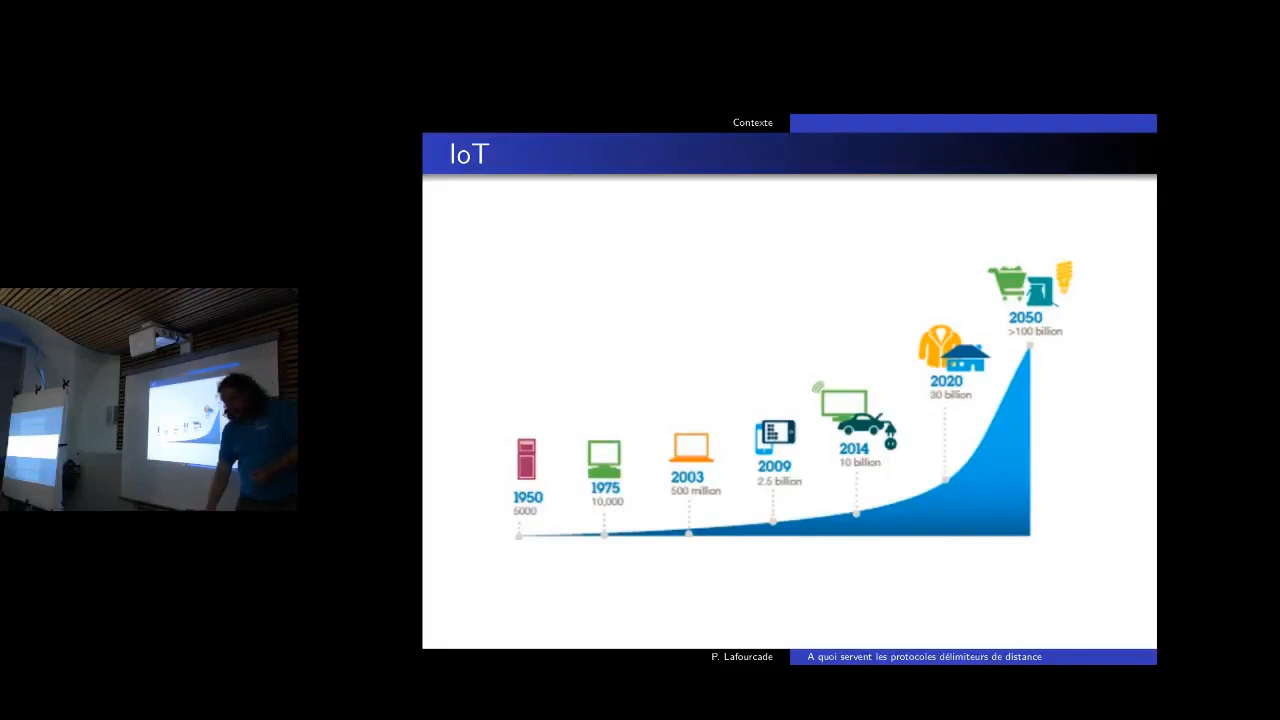 Contexte
IoT
2050
>100 billion
2020
30 billion
2014
10 billion
2009
2.5 billion
2003
500 million
1975
10,000
1950
5000
P. Lafourcade
A quoi servent les protocoles délimiteurs de distance